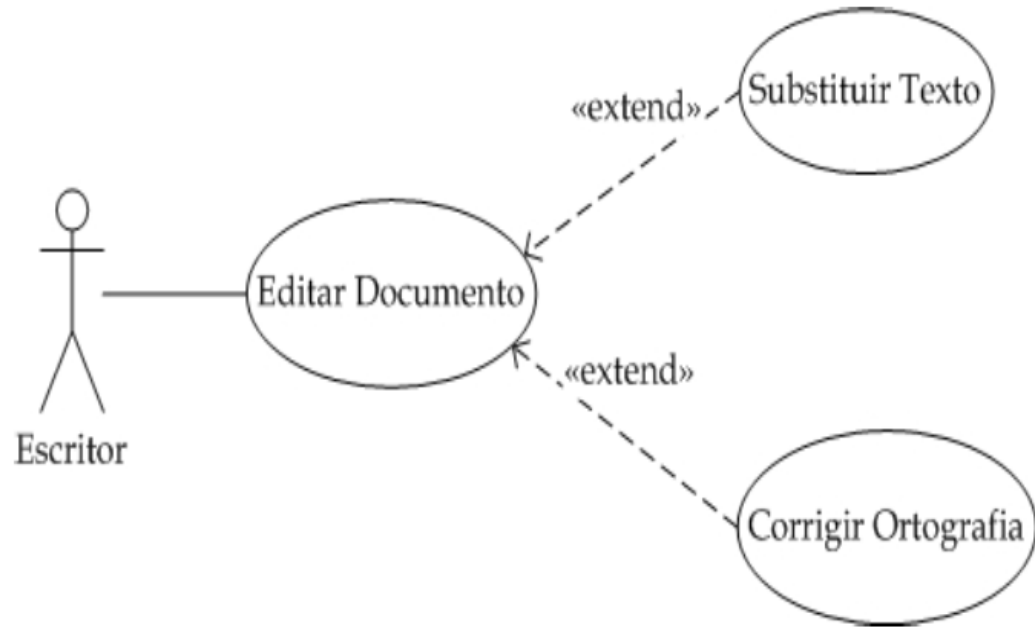 Substituir Texto
«extend»
Editar Documento
«extend»
Escritor
Corrigir Ortografia